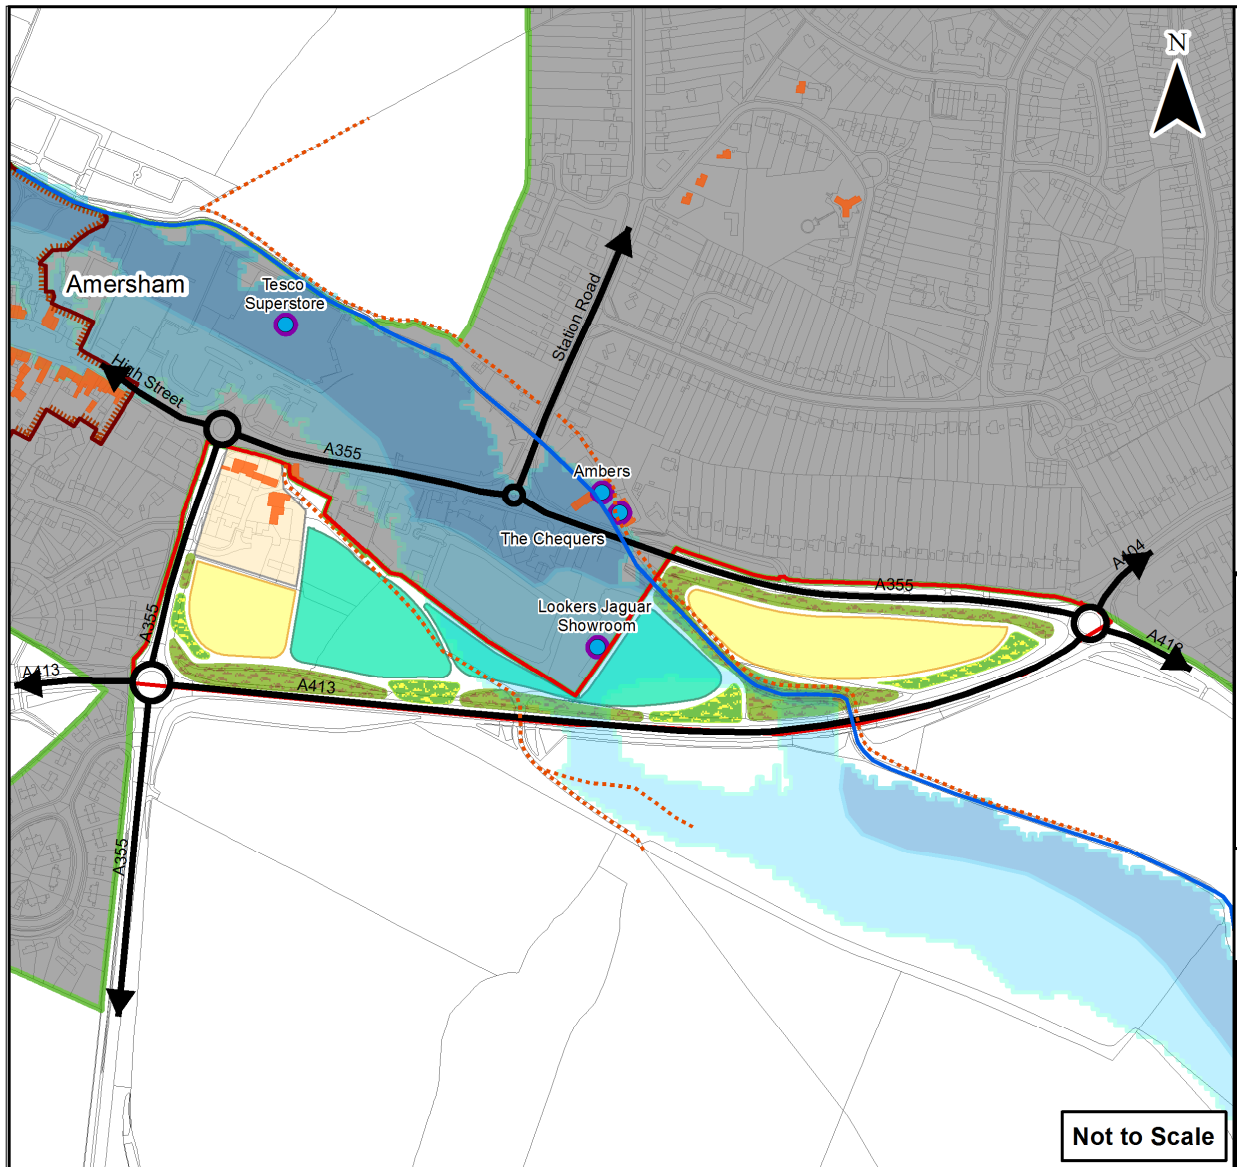 N
Amersham
Tesco
Superstore
Station Road
High Street
A355
Ambers
The Chequers
A404
A355
Lookers Jaguar
Showroom
A355
A413
A413
A413
A355
Not to Scale